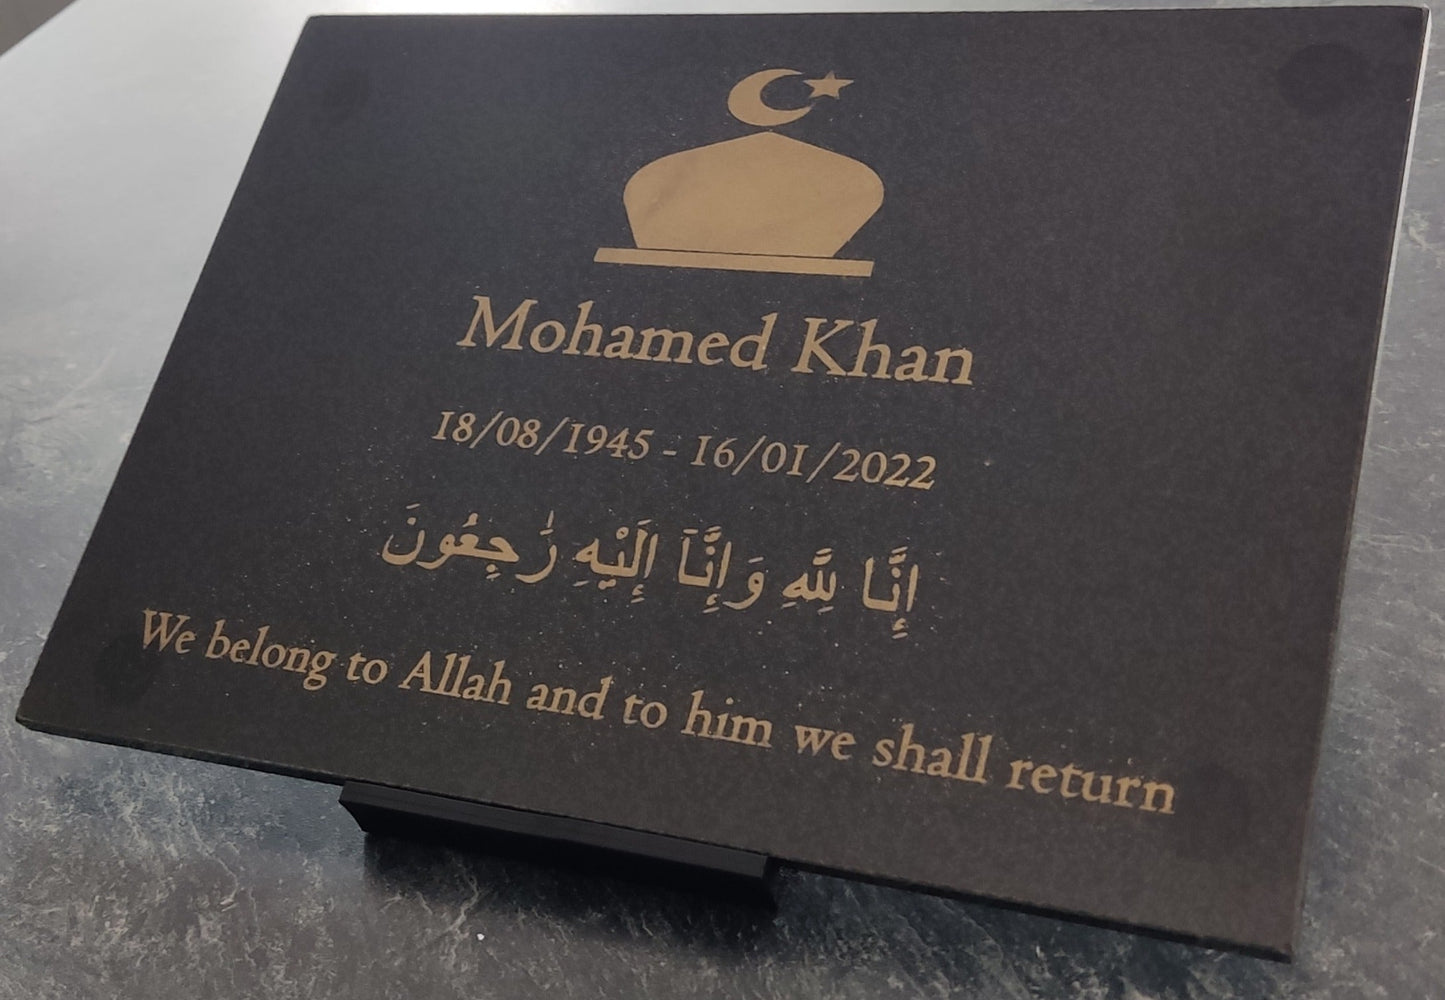 Mohamed Khan
18/08/1945 - 16/01/2022
إِنَّا لِلَّهِ وَإِنَّآ إِلَيْهِ رَٰجِعُونَ
We belong to Allah and to him we shall return